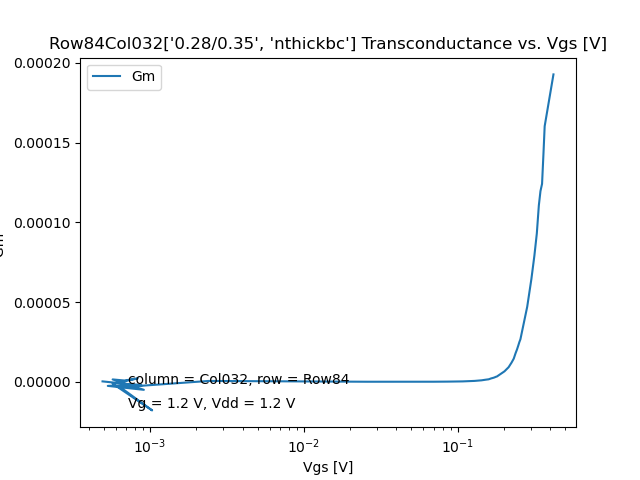 Row84Col032['0.28/0.35', 'nthickbc'] Transconductance vs. Vgs [V]
Gm
0.00020
0.00015
0.00010
0.00005
0.00000
column = Col032, row = Row84
Vg = 1.2 V, Vdd = 1.2 V
10⁻³
10⁻²
10⁻¹
Vgs [V]